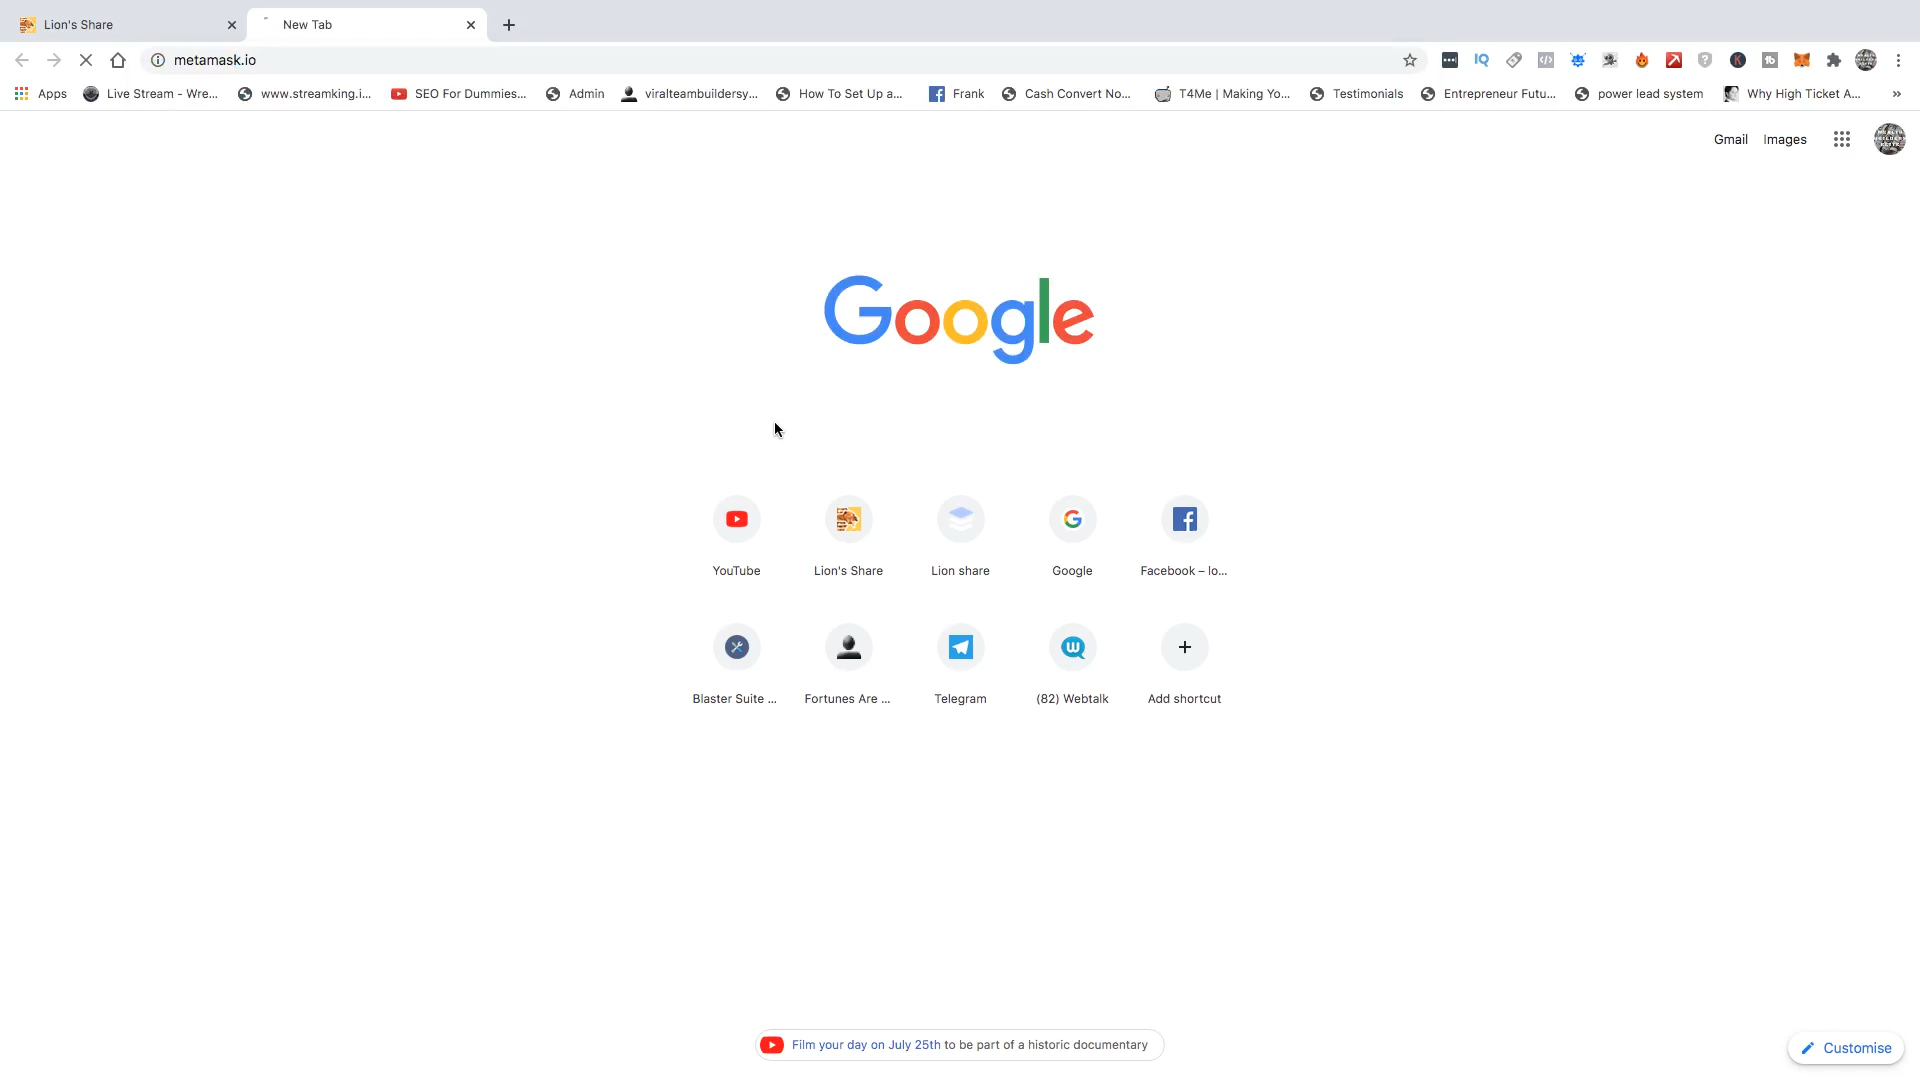 Lion's Share
New Tab
metamask.io
Apps
Live Stream - Wre...
www.streamking.i...
SEO For Dummies...
Admin
viralteambuildersy...
How To Set Up a...
Frank
Cash Convert No...
T4Me | Making Yo...
Testimonials
Entrepreneur Futu...
power lead system
Why High Ticket A...
»
Gmail Images
Google
YouTube
Lion's Share
Lion share
Google
Facebook – lo...
Blaster Suite ...
Fortunes Are ...
Telegram
(82) Webtalk
Add shortcut
Film your day on July 25th to be part of a historic documentary
Customise